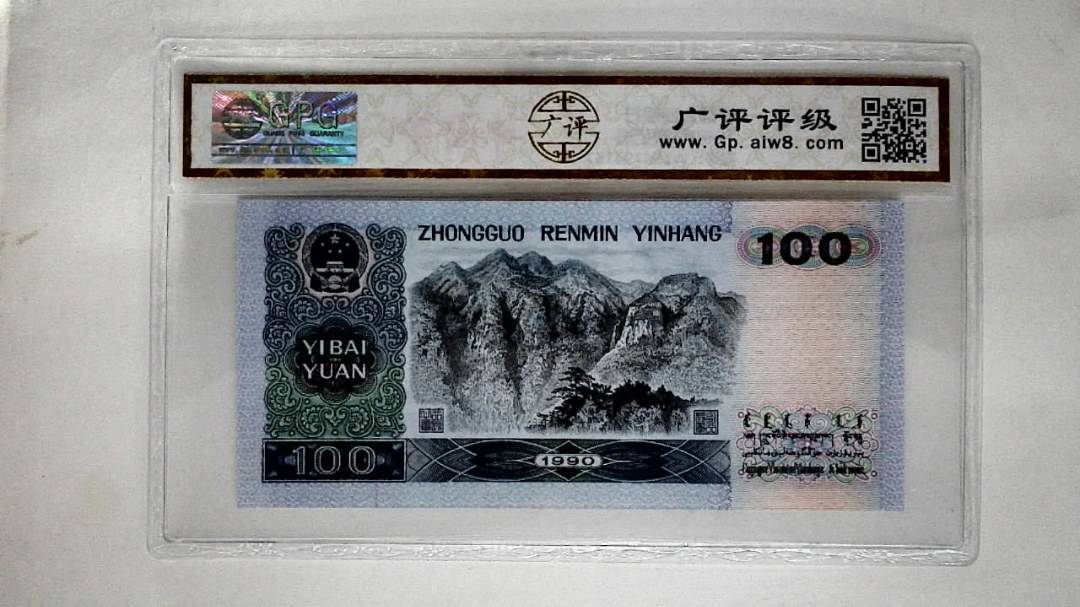 GPG
广评
广评评级
www. Gp. aiw8. com
ZHONGGUO RENMIN YINHANG
100
YIBAI
YUAN
100
1990